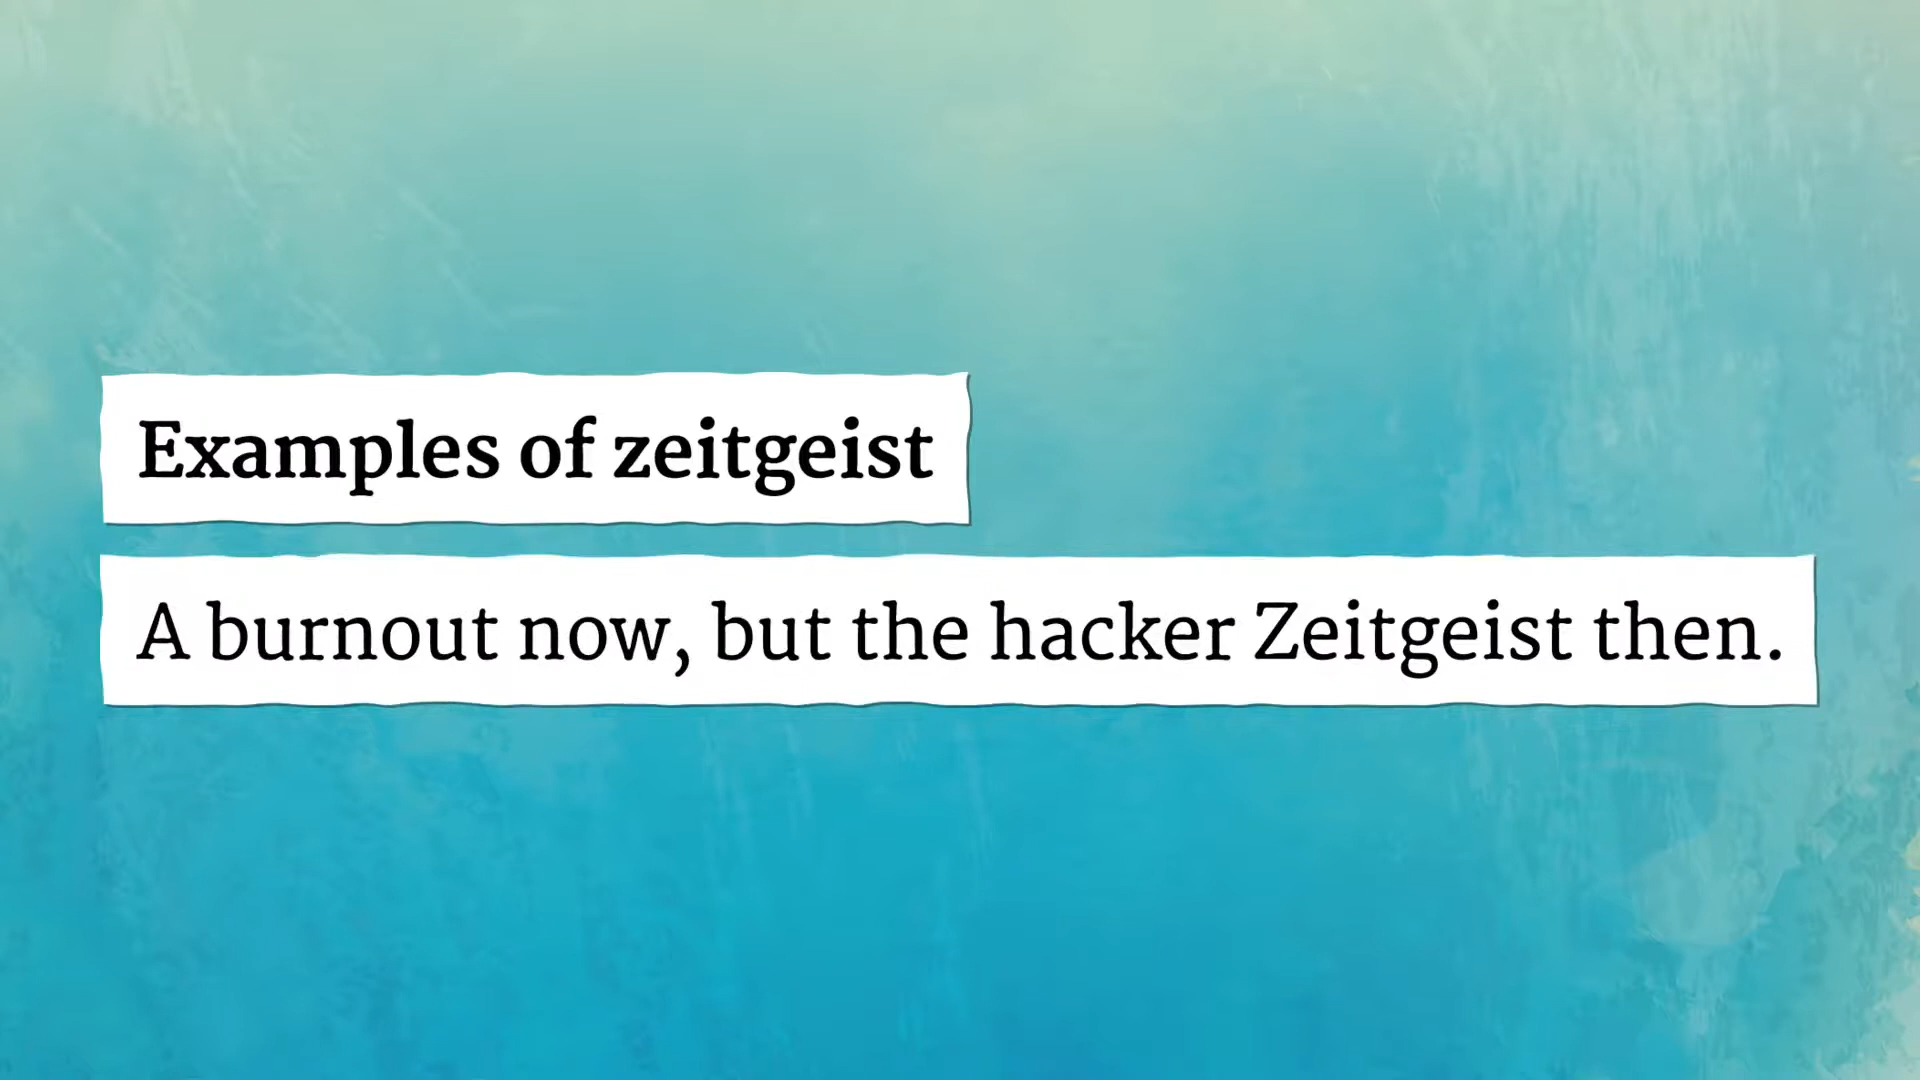 Examples of zeitgeist
A burnout now, but the hacker Zeitgeist then.